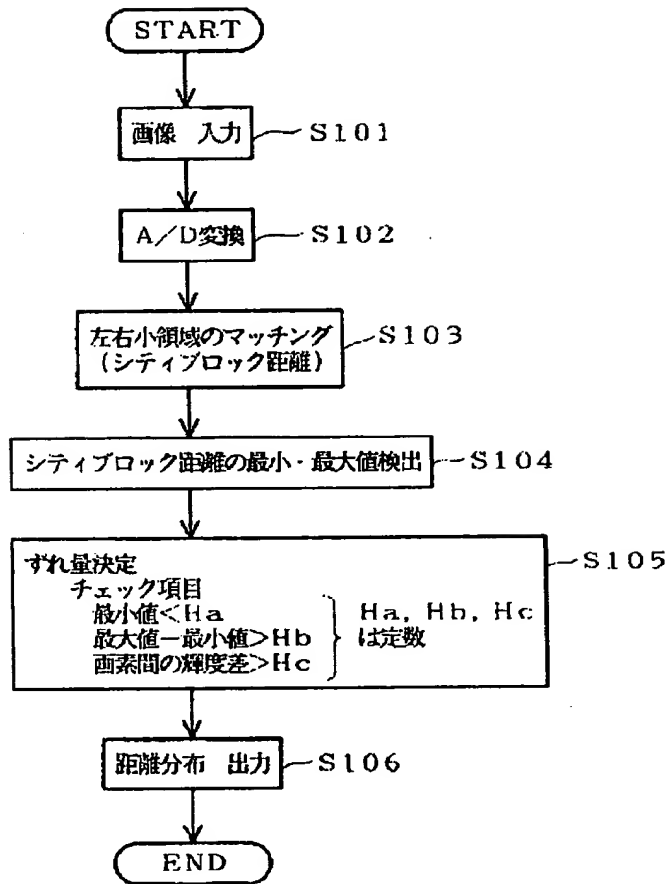 START
画像 入力 S101
A/D変換 S102
左右小領域のマッチング
(シティブロック距離) S103
シティブロック距離の最小・最大値検出 S104
ずれ量決定 S105
チェック項目
最小値<Ha
最大値-最小値>Hb
画素間の輝度差>Hc
Ha, Hb, Hc
は定数
距離分布 出力 S106
END